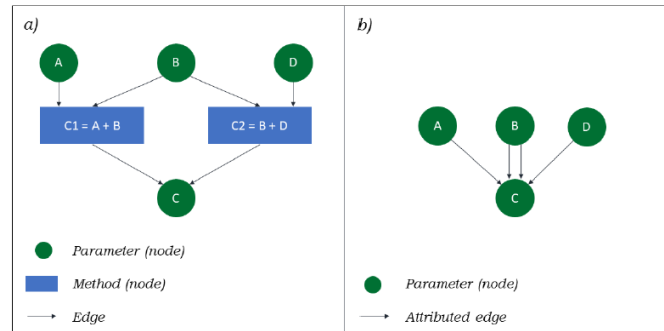 a)
A
B
D
C1 = A + B
C2 = B + D
C
Parameter (node)
Method (node)
Edge
b)
A
B
D
C
Parameter (node)
Attributed edge